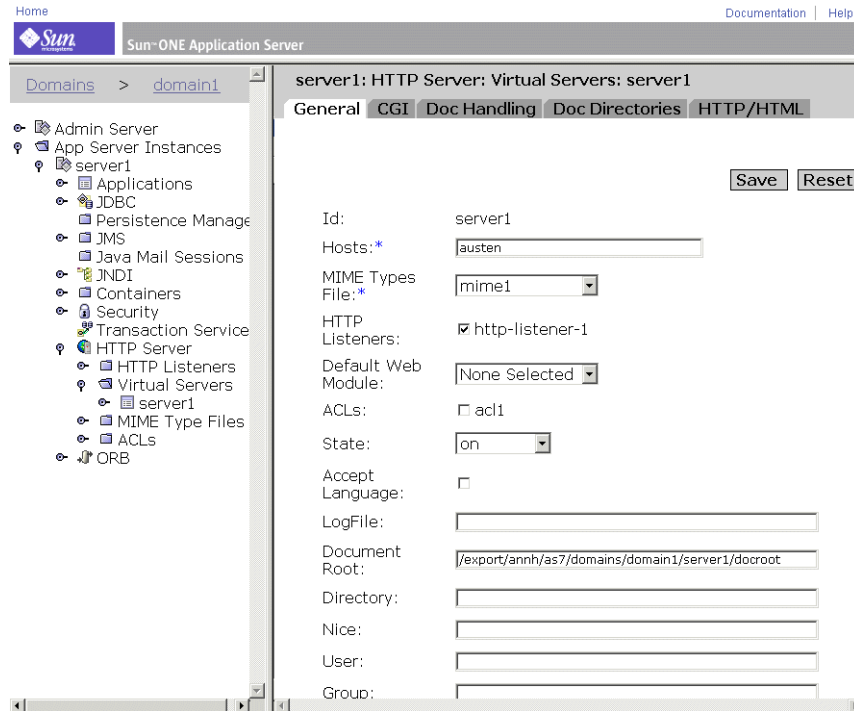 Home
Documentation | Help
Sun
microsystems
Sun™ ONE Application Server
Domains > domain1
Admin Server
App Server Instances
server1
Applications
JDBC
Persistence Manage
JMS
Java Mail Sessions
JNDI
Containers
Security
Transaction Service
HTTP Server
HTTP Listeners
Virtual Servers
server1
MIME Type Files
ACLs
ORB
server1: HTTP Server: Virtual Servers: server1
General CGI Doc Handling Doc Directories HTTP/HTML
Save Reset
Id: server1
Hosts:* austen
MIME Types
File:* mime1
HTTP
Listeners: http-listener-1
Default Web
Module: None Selected
ACLs: acl1
State: on
Accept
Language:
LogFile:
Document
Root: /export/annh/as7/domains/domain1/server1/docroot
Directory:
Nice:
User:
Group: